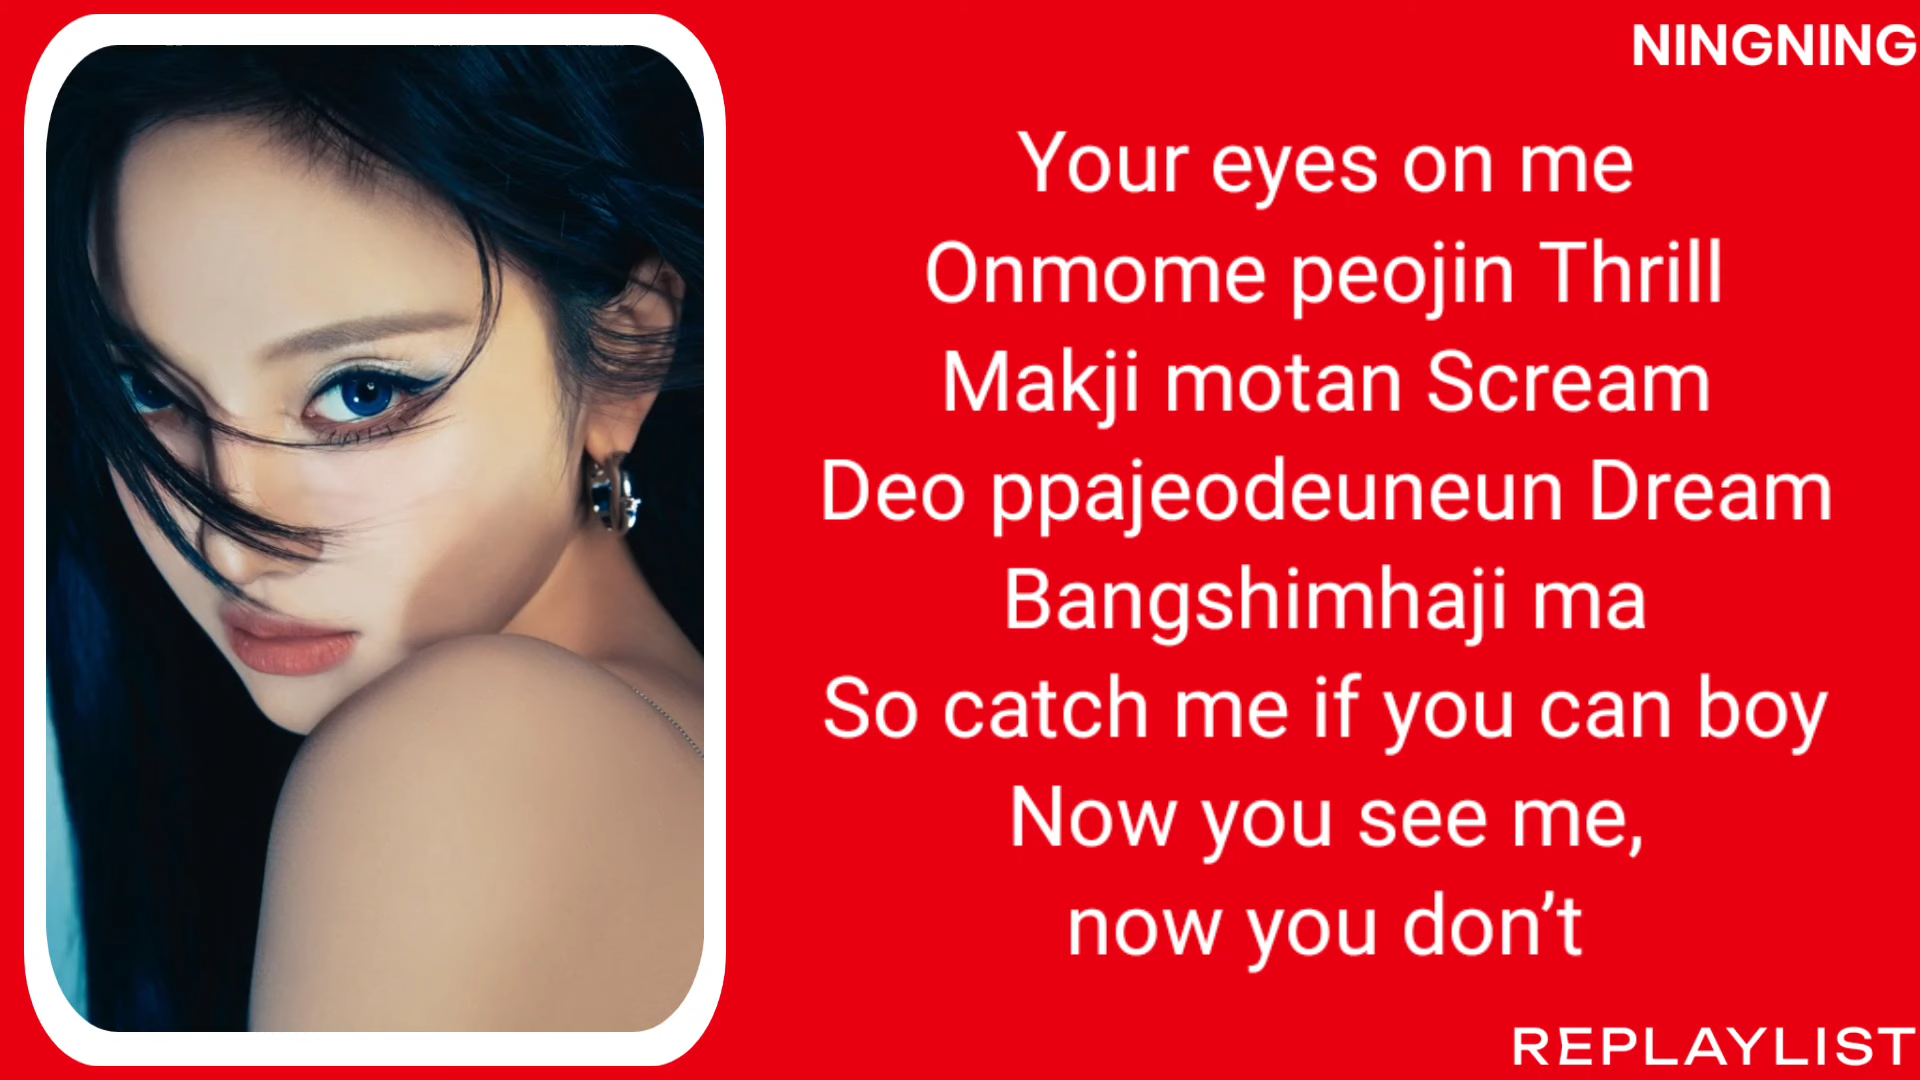 NINGNING
Your eyes on me
Onmome peojin Thrill
Makji motan Scream
Deo ppajeodeuneun Dream
Bangshimhaji ma
So catch me if you can boy
Now you see me,
now you don’t
REPLAYLIST